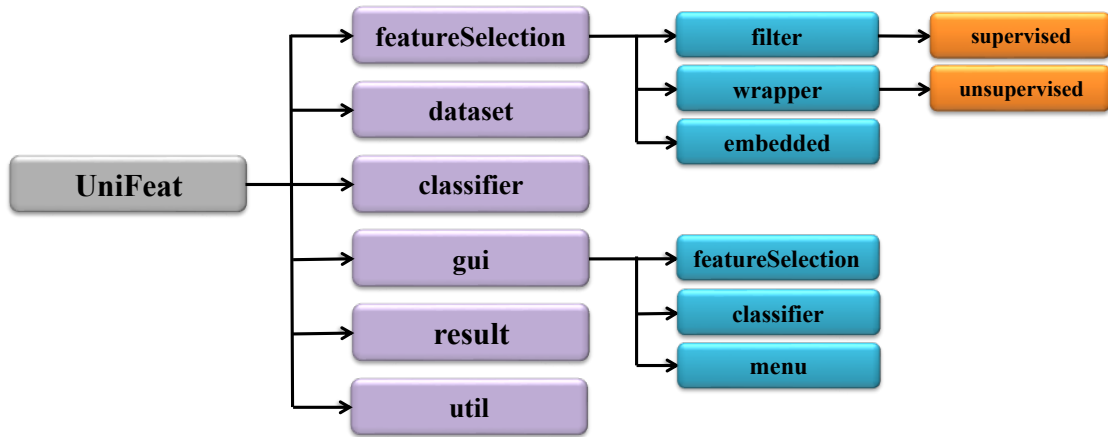 featureSelection
filter
supervised
wrapper
unsupervised
embedded
dataset
classifier
UniFeat
gui
featureSelection
classifier
menu
result
util